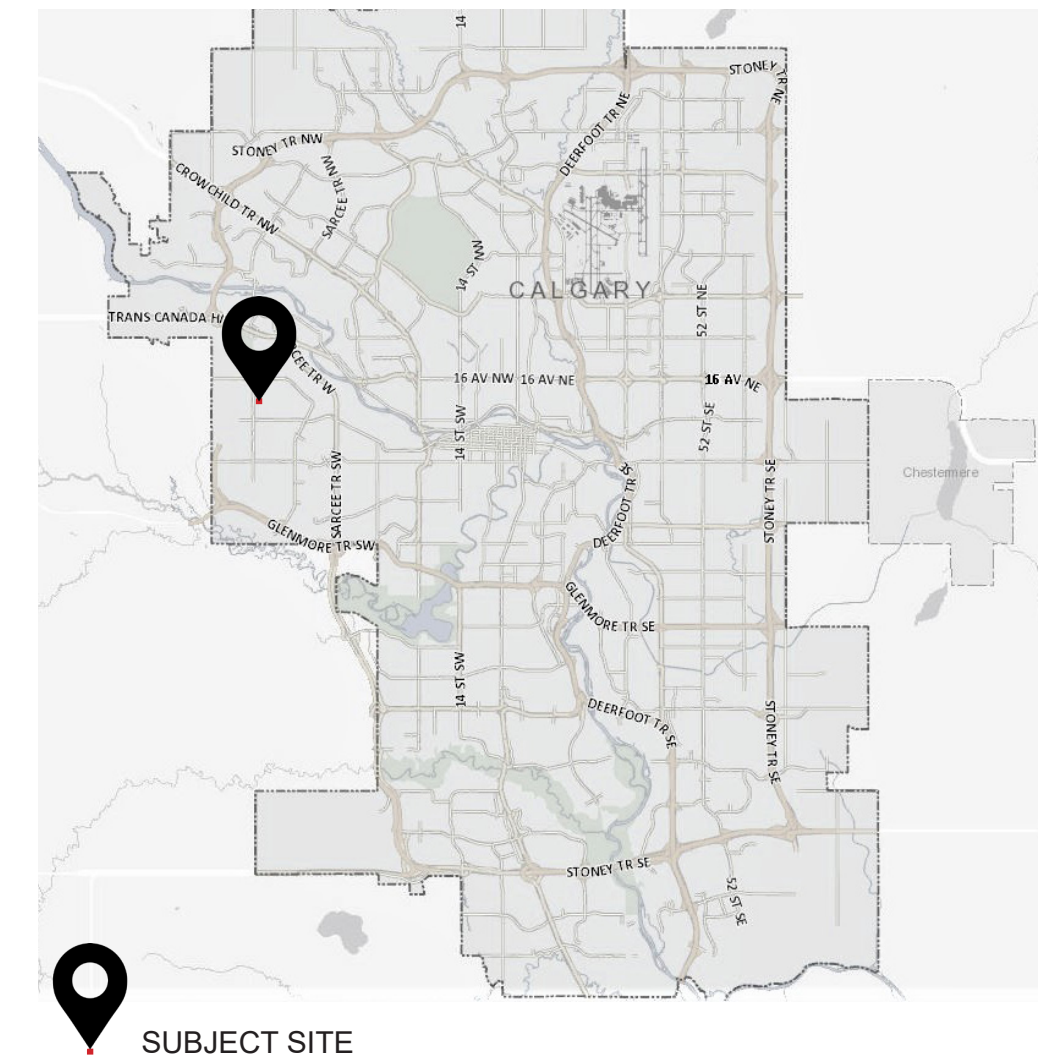 14
STONEY TR NE
DEERFOOT TR NE
STONEY TR NW
CROWCHILD TR NW
SARCEE TR NW
14 ST NW
CALGARY
52 ST NE
TRANS CANADA
CEE TR W
16 AV NW
16 AV NE
16 AV NE
14 ST SW
52 ST SE
Chestermere
SARCEE TR SW
DEERFOOT TR SE
STONEY TR SE
GLENMORE TR SW
GLENMORE TR SE
14 ST SW
DEERFOOT TR SE
STONEY TR SE
STONEY TR SE
52 ST SE
SUBJECT SITE